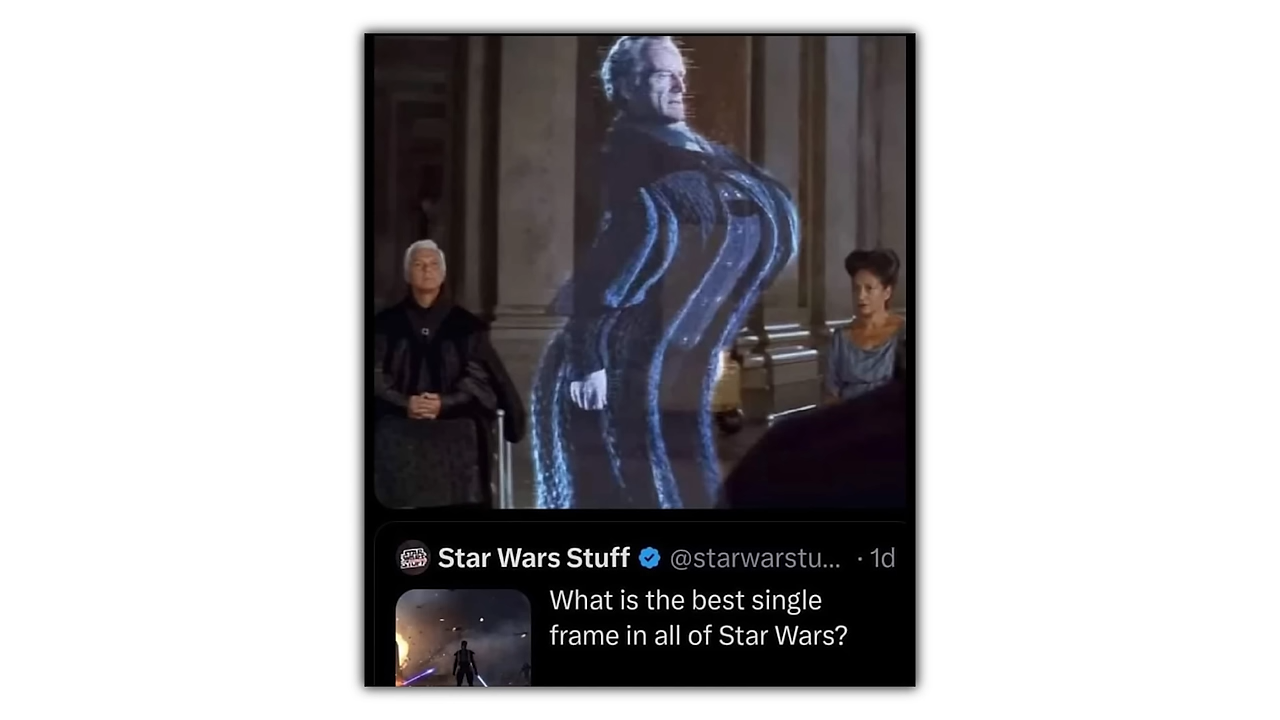 Star Wars Stuff @starwarstu... · 1d
What is the best single
frame in all of Star Wars?